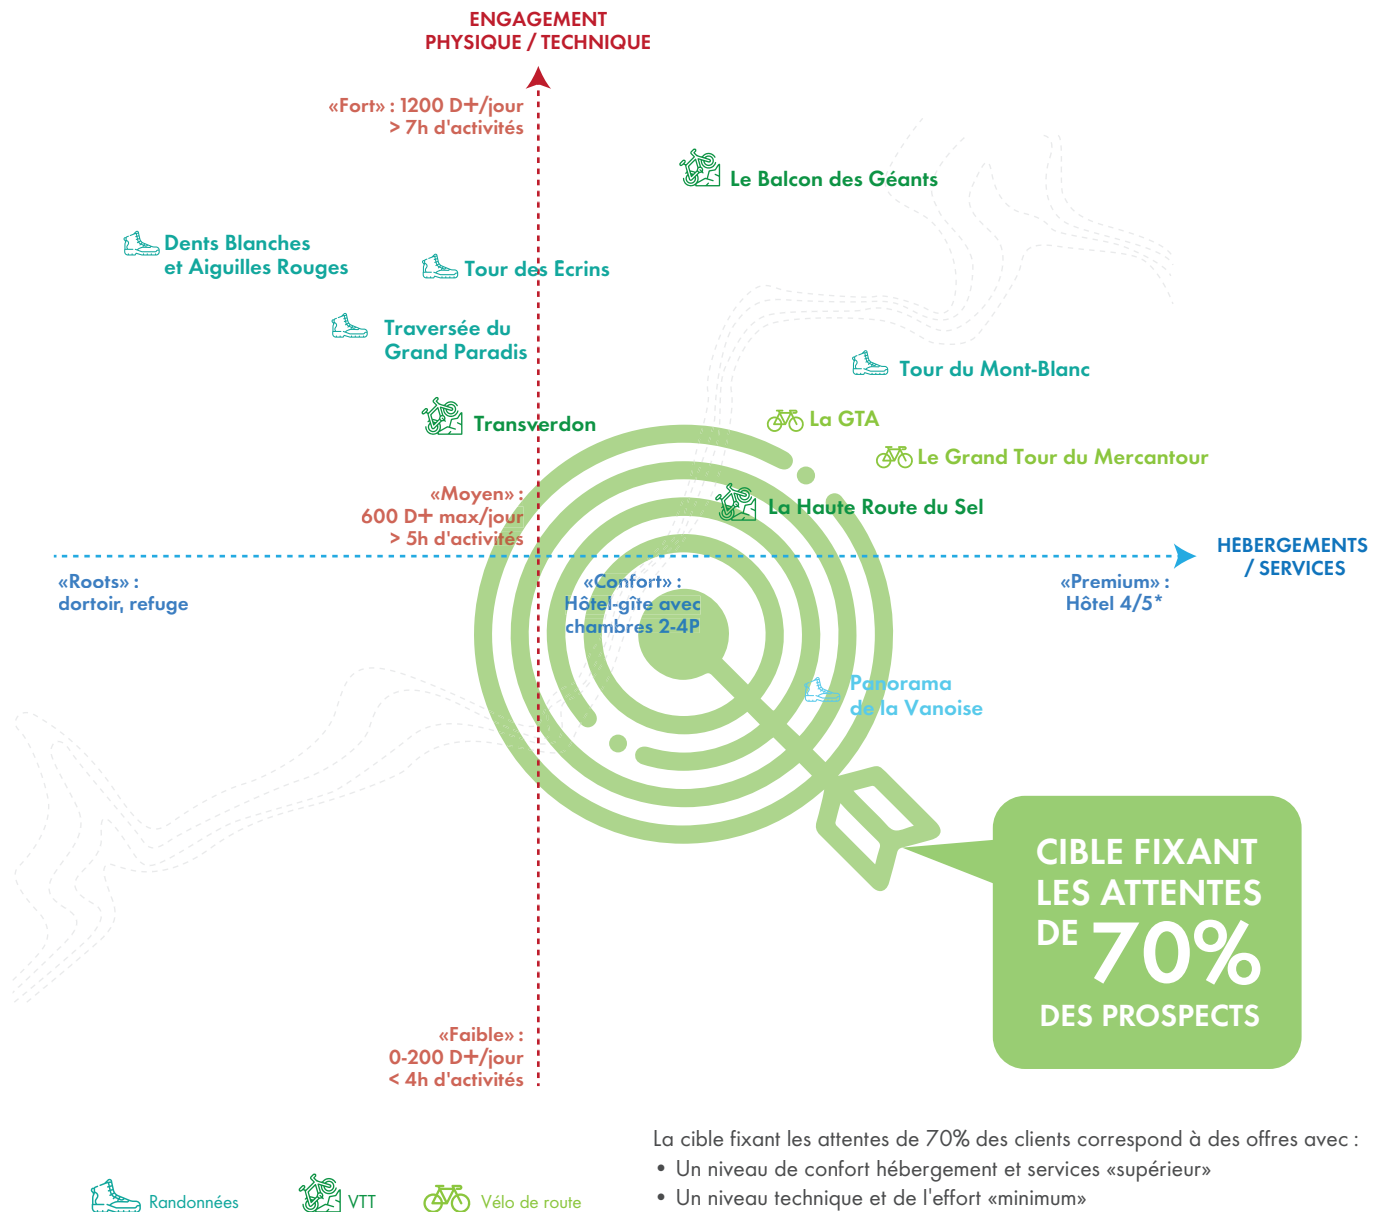 ENGAGEMENT
PHYSIQUE / TECHNIQUE
«Fort» : 1200 D+/jour
> 7h d'activités
Le Balcon des Géants
Dents Blanches
et Aiguilles Rouges
Tour des Ecrins
Traversée du
Grand Paradis
Tour du Mont-Blanc
Transverdon
La GTA
Le Grand Tour du Mercantour
«Moyen» :
600 D+ max/jour
> 5h d'activités
La Haute Route du Sel
HEBERGEMENTS
/ SERVICES
«Roots» :
dortoir, refuge
«Confort» :
Hôtel-gîte avec
chambres 2-4P
«Premium» :
Hôtel 4/5*
Panorama
de la Vanoise
CIBLE FIXANT
LES ATTENTES
DE 70%
DES PROSPECTS
«Faible» :
0-200 D+/jour
< 4h d'activités
La cible fixant les attentes de 70% des clients correspond à des offres avec :
• Un niveau de confort hébergement et services «supérieur»
• Un niveau technique et de l'effort «minimum»
Randonnées
VTT
Vélo de route